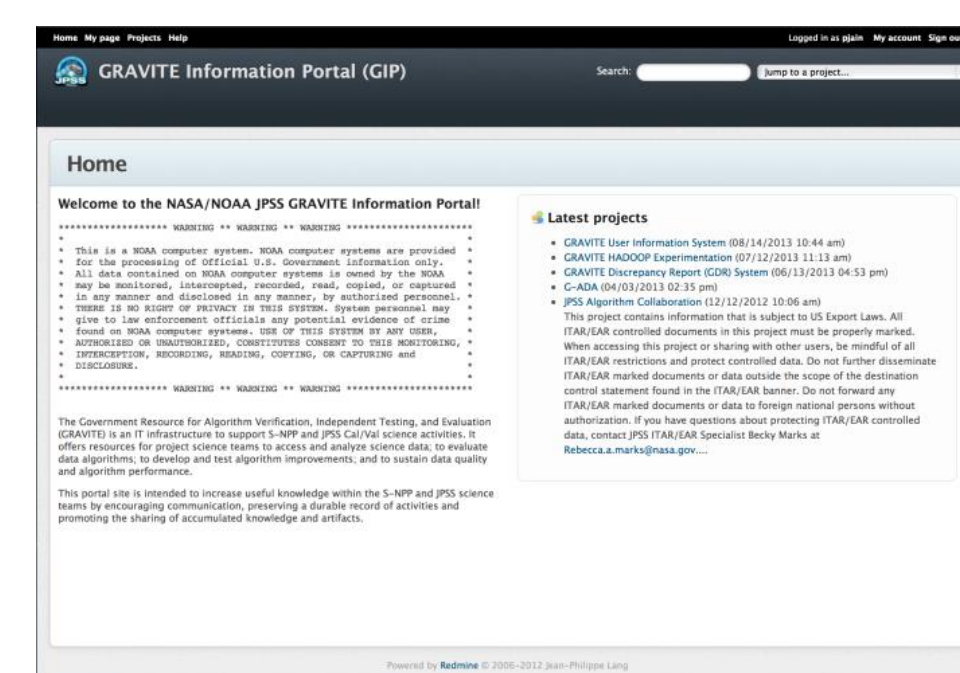 Home My page Projects Help
Logged in as pjain My account Sign ou
JPSS
GRAVITE Information Portal (GIP)
Search:
Jump to a project...
Home
Welcome to the NASA/NOAA JPSS GRAVITE Information Portal!
******************* WARNING ** WARNING ** WARNING **********************
* *
* This is a NOAA computer system. NOAA computer systems are provided *
* for the processing of Official U.S. Government information only. *
* All data contained on NOAA computer systems is owned by the NOAA *
* may be monitored, intercepted, recorded, read, copied, or captured *
* in any manner and disclosed in any manner, by authorized personnel. *
* THERE IS NO RIGHT OF PRIVACY IN THIS SYSTEM. System personnel may *
* give to law enforcement officials any potential evidence of crime *
* found on NOAA computer systems. USE OF THIS SYSTEM BY ANY USER, *
* AUTHORIZED OR UNAUTHORIZED, CONSTITUTES CONSENT TO THIS MONITORING, *
* INTERCEPTION, RECORDING, READING, COPYING, OR CAPTURING and *
* DISCLOSURE. *
* *
******************* WARNING ** WARNING ** WARNING **********************
The Government Resource for Algorithm Verification, Independent Testing, and Evaluation
(GRAVITE) is an IT infrastructure to support S-NPP and JPSS Cal/Val science activities. It
offers resources for project science teams to access and analyze science data; to evaluate
data algorithms; to develop and test algorithm improvements; and to sustain data quality
and algorithm performance.
This portal site is intended to increase useful knowledge within the S-NPP and JPSS science
teams by encouraging communication, preserving a durable record of activities and
promoting the sharing of accumulated knowledge and artifacts.
Latest projects
• GRAVITE User Information System (08/14/2013 10:44 am)
• GRAVITE HADOOP Experimentation (07/12/2013 11:13 am)
• GRAVITE Discrepancy Report (GDR) System (06/13/2013 04:53 pm)
• G-ADA (04/03/2013 02:35 pm)
• JPSS Algorithm Collaboration (12/12/2012 10:06 am)
This project contains information that is subject to US Export Laws. All
ITAR/EAR controlled documents in this project must be properly marked.
When accessing this project or sharing with other users, be mindful of all
ITAR/EAR restrictions and protect controlled data. Do not further disseminate
ITAR/EAR marked documents or data outside the scope of the destination
control statement found in the ITAR/EAR banner. Do not forward any
ITAR/EAR marked documents or data to foreign national persons without
authorization. If you have questions about protecting ITAR/EAR controlled
data, contact JPSS ITAR/EAR Specialist Becky Marks at
Rebecca.a.marks@nasa.gov....
Powered by Redmine © 2006-2012 Jean-Philippe Lang